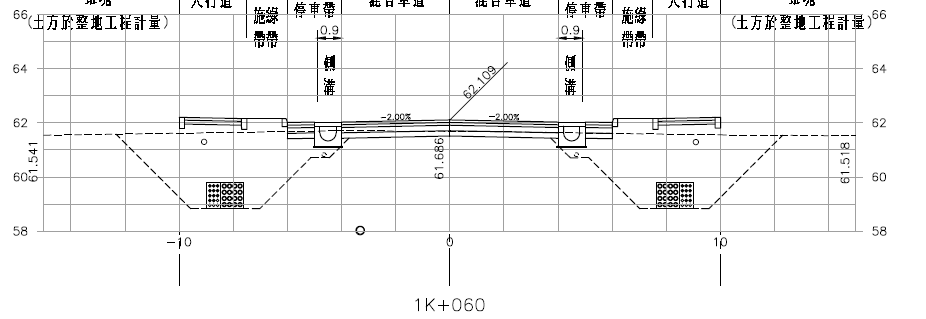 66 人行道 停車帶 混合車道 混合車道 停車帶 人行道 66
(土方於整地工程計量) 施綠 施綠 (土方於整地工程計量)
帶帶 0.9 0.9 帶帶
64 側溝 62.109 側溝 64
62 -2.00% -2.00% 62
61.541 61.686 61.518
60 60
58 58
-10 0 10
1K+060